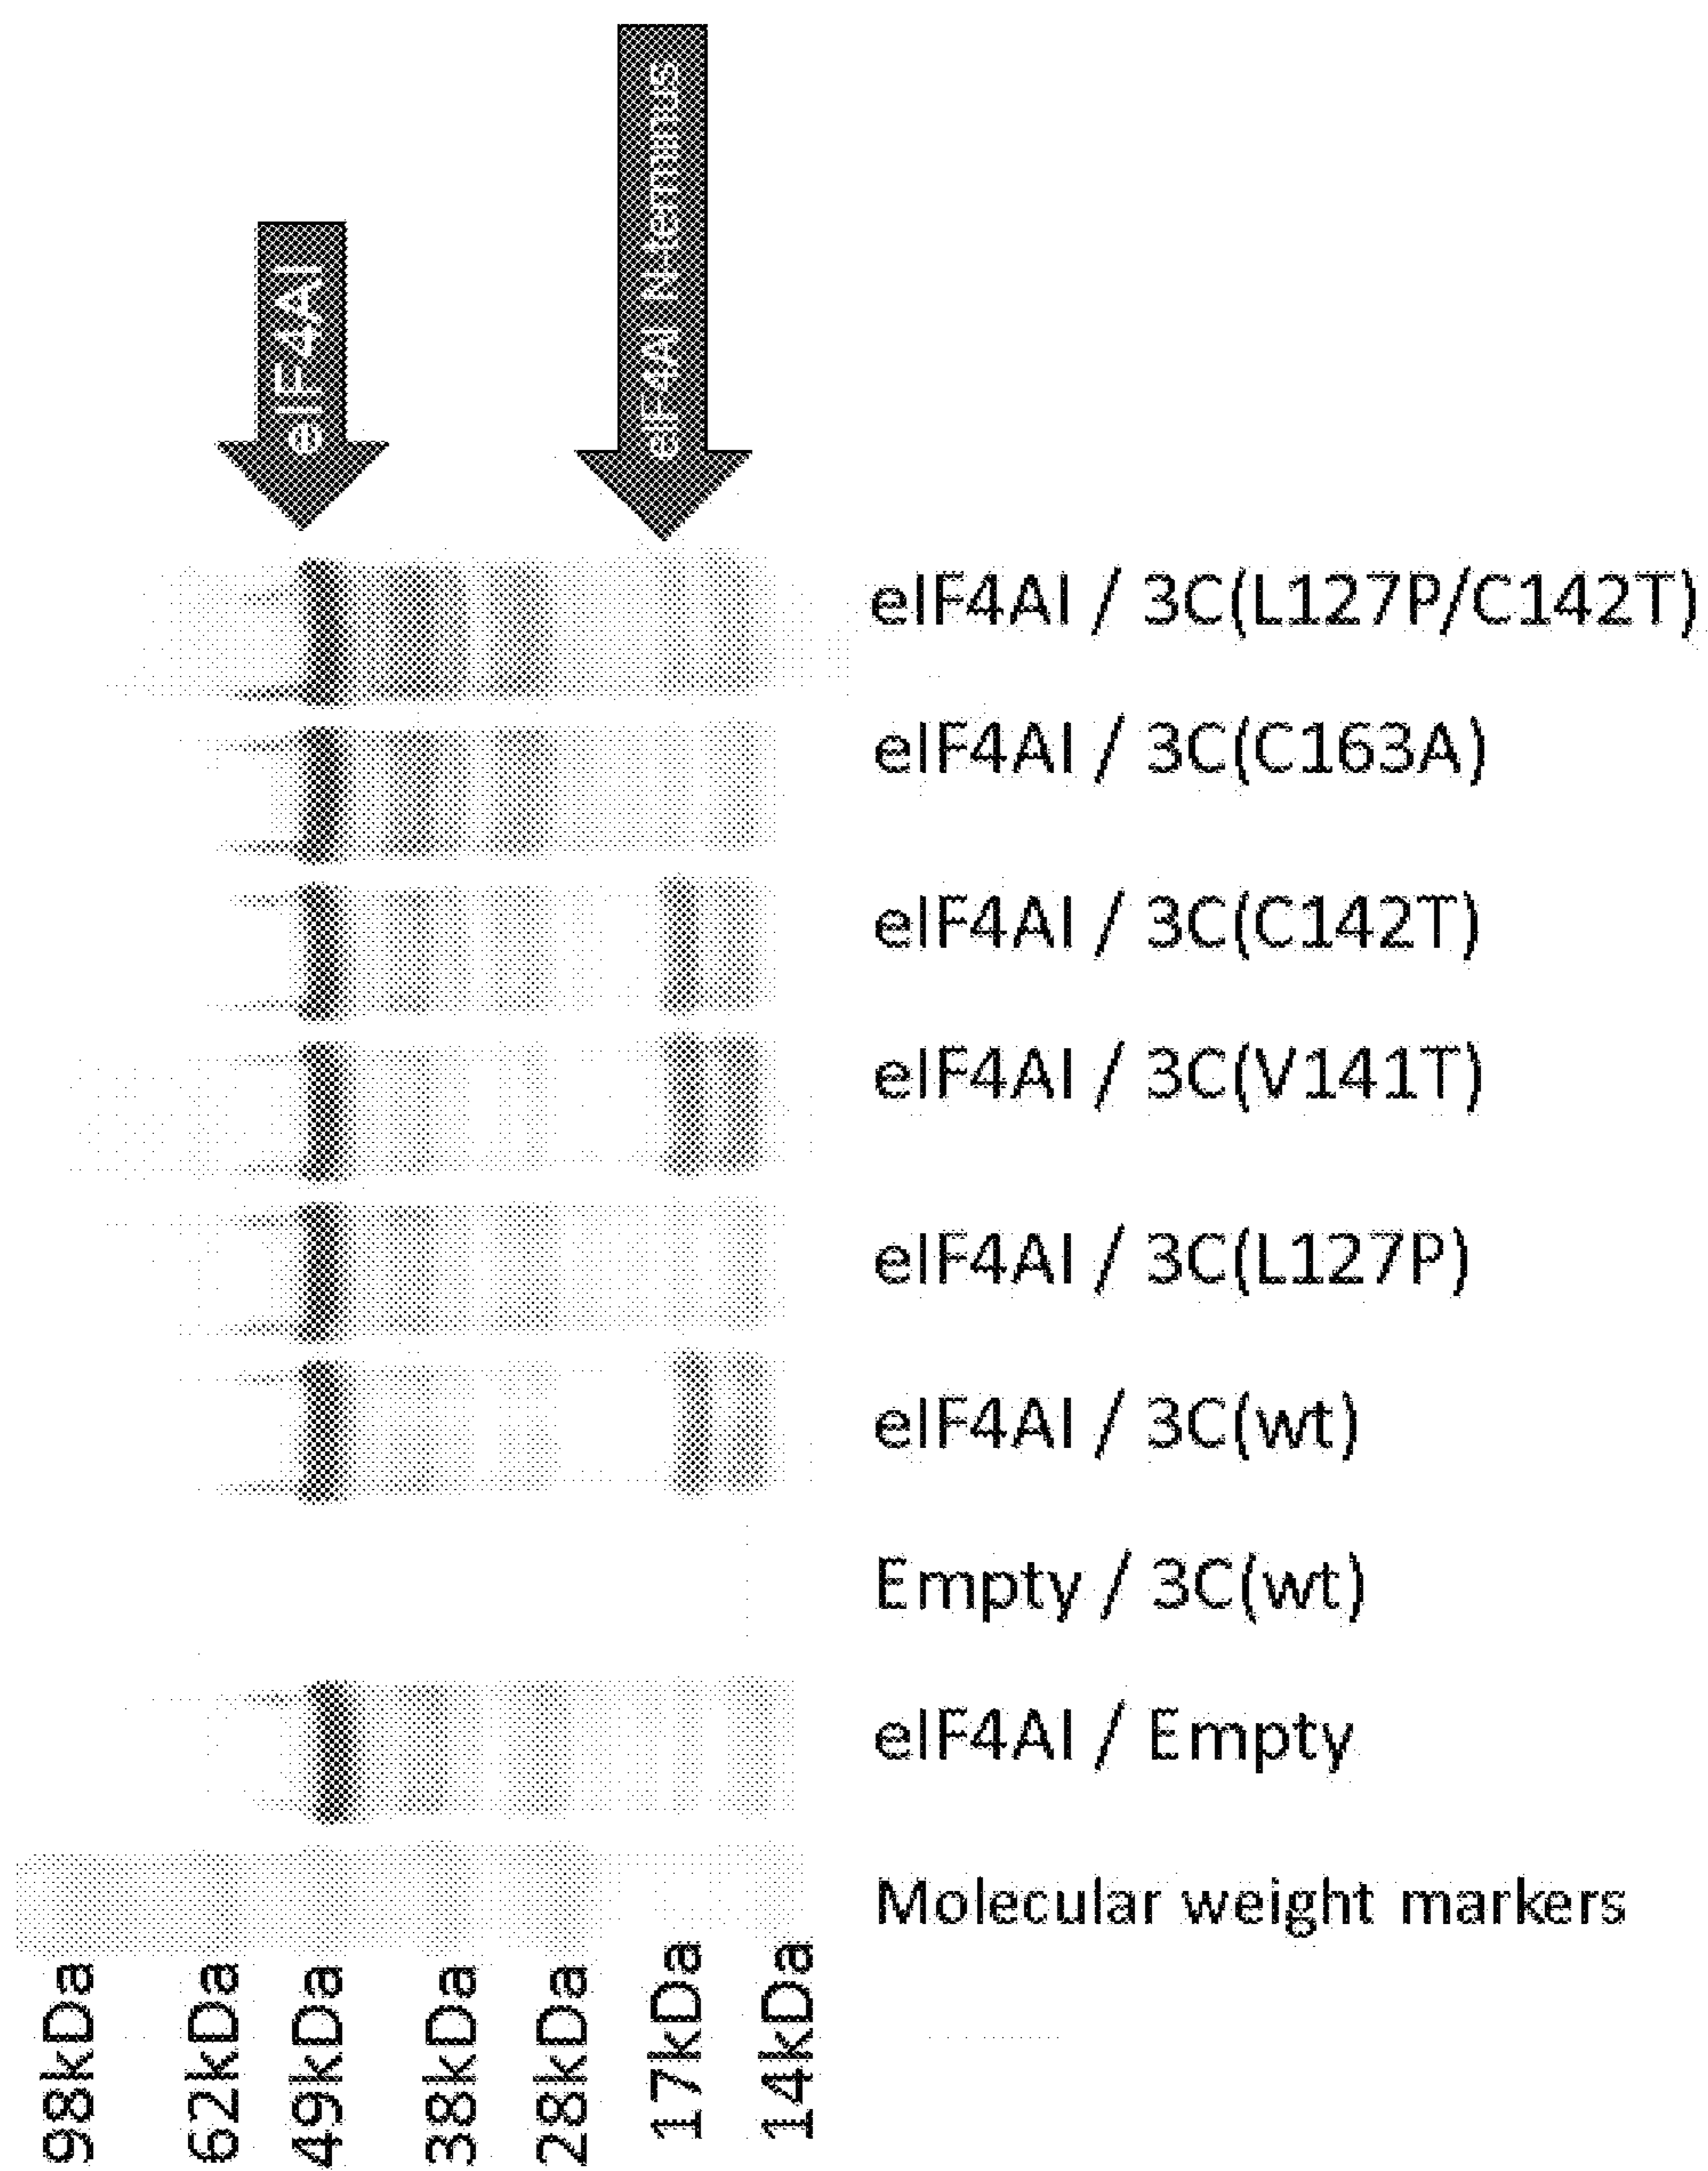 eIF4AI
eIF4AI N-terminus
eIF4AI / 3C(L127P/C142T)
eIF4AI / 3C(C163A)
eIF4AI / 3C(C142T)
eIF4AI / 3C(V141T)
eIF4AI / 3C(L127P)
eIF4AI / 3C(wt)
Empty / 3C(wt)
eIF4AI / Empty
Molecular weight markers
98kDa
62kDa
49kDa
38kDa
28kDa
17kDa
14kDa